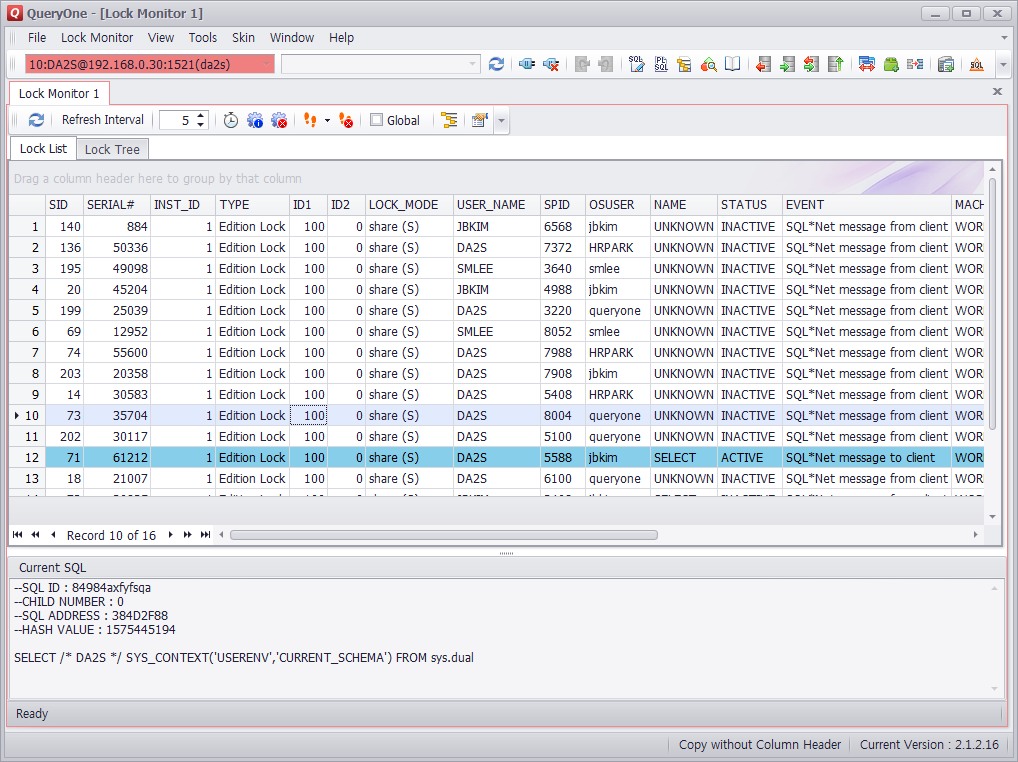 Q QueryOne - [Lock Monitor 1]
File Lock Monitor View Tools Skin Window Help
10:DA2S@192.168.0.30:1521(da2s)
Lock Monitor 1
Refresh Interval 5 Global
Lock List Lock Tree
Drag a column header here to group by that column
SID SERIAL# INST_ID TYPE ID1 ID2 LOCK_MODE USER_NAME SPID OSUSER NAME STATUS EVENT MACH
1 140 884 1 Edition Lock 100 0 share (S) JBKIM 6568 jbkim UNKNOWN INACTIVE SQL*Net message from client WOR
2 136 50336 1 Edition Lock 100 0 share (S) DA2S 7372 HRPARK UNKNOWN INACTIVE SQL*Net message from client WOR
3 195 49098 1 Edition Lock 100 0 share (S) SMLEE 3640 smlee UNKNOWN INACTIVE SQL*Net message from client WOR
4 20 45204 1 Edition Lock 100 0 share (S) JBKIM 4988 jbkim UNKNOWN INACTIVE SQL*Net message from client WOR
5 199 25039 1 Edition Lock 100 0 share (S) DA2S 3220 queryone UNKNOWN INACTIVE SQL*Net message from client WOR
6 69 12952 1 Edition Lock 100 0 share (S) SMLEE 8052 smlee UNKNOWN INACTIVE SQL*Net message from client WOR
7 74 55600 1 Edition Lock 100 0 share (S) DA2S 7988 HRPARK UNKNOWN INACTIVE SQL*Net message from client WOR
8 203 20358 1 Edition Lock 100 0 share (S) DA2S 7908 jbkim UNKNOWN INACTIVE SQL*Net message from client WOR
9 14 30583 1 Edition Lock 100 0 share (S) DA2S 5408 HRPARK UNKNOWN INACTIVE SQL*Net message from client WOR
10 73 35704 1 Edition Lock 100 0 share (S) DA2S 8004 queryone UNKNOWN INACTIVE SQL*Net message from client WOR
11 202 30117 1 Edition Lock 100 0 share (S) DA2S 5100 queryone UNKNOWN INACTIVE SQL*Net message from client WOR
12 71 61212 1 Edition Lock 100 0 share (S) DA2S 5588 jbkim SELECT ACTIVE SQL*Net message to client WOR
13 18 21007 1 Edition Lock 100 0 share (S) DA2S 6100 queryone UNKNOWN INACTIVE SQL*Net message from client WOR
Record 10 of 16
Current SQL
--SQL ID : 84984axfyfsqa
--CHILD NUMBER : 0
--SQL ADDRESS : 384D2F88
--HASH VALUE : 1575445194
SELECT /* DA2S */ SYS_CONTEXT('USERENV','CURRENT_SCHEMA') FROM sys.dual
Ready
Copy without Column Header Current Version : 2.1.2.16